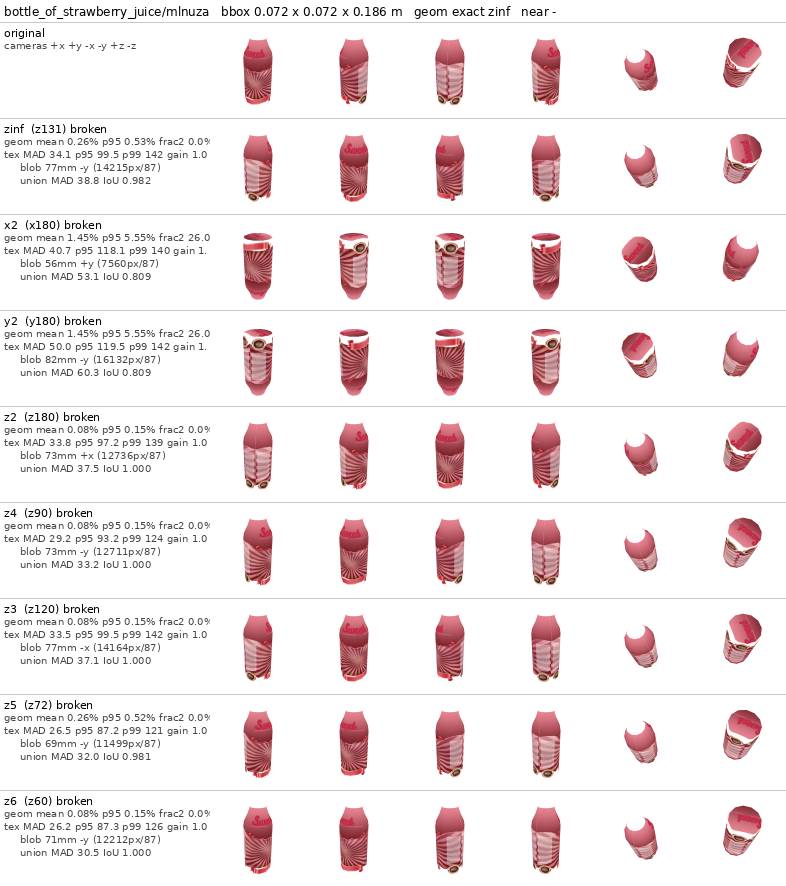 bottle_of_strawberry_juice/mlnuza bbox 0.072 x 0.072 x 0.186 m geom exact zinf near -
original
cameras +x +y -x -y +z -z
zinf (z131) broken
geom mean 0.26% p95 0.53% frac2 0.0%
tex MAD 34.1 p95 99.5 p99 142 gain 1.0
blob 77mm -y (14215px/87)
union MAD 38.8 IoU 0.982
x2 (x180) broken
geom mean 1.45% p95 5.55% frac2 26.0
tex MAD 40.7 p95 118.1 p99 140 gain 1.
blob 56mm +y (7560px/87)
union MAD 53.1 IoU 0.809
y2 (y180) broken
geom mean 1.45% p95 5.55% frac2 26.0
tex MAD 50.0 p95 119.5 p99 142 gain 1.
blob 82mm -y (16132px/87)
union MAD 60.3 IoU 0.809
z2 (z180) broken
geom mean 0.08% p95 0.15% frac2 0.0%
tex MAD 33.8 p95 97.2 p99 139 gain 1.0
blob 73mm +x (12736px/87)
union MAD 37.5 IoU 1.000
z4 (z90) broken
geom mean 0.08% p95 0.15% frac2 0.0%
tex MAD 29.2 p95 93.2 p99 124 gain 1.0
blob 73mm -y (12711px/87)
union MAD 33.2 IoU 1.000
z3 (z120) broken
geom mean 0.08% p95 0.15% frac2 0.0%
tex MAD 33.5 p95 99.5 p99 142 gain 1.0
blob 77mm -x (14164px/87)
union MAD 37.1 IoU 1.000
z5 (z72) broken
geom mean 0.26% p95 0.52% frac2 0.0%
tex MAD 26.5 p95 87.2 p99 121 gain 1.0
blob 69mm -y (11499px/87)
union MAD 32.0 IoU 0.981
z6 (z60) broken
geom mean 0.08% p95 0.15% frac2 0.0%
tex MAD 26.2 p95 87.3 p99 126 gain 1.0
blob 71mm -y (12212px/87)
union MAD 30.5 IoU 1.000